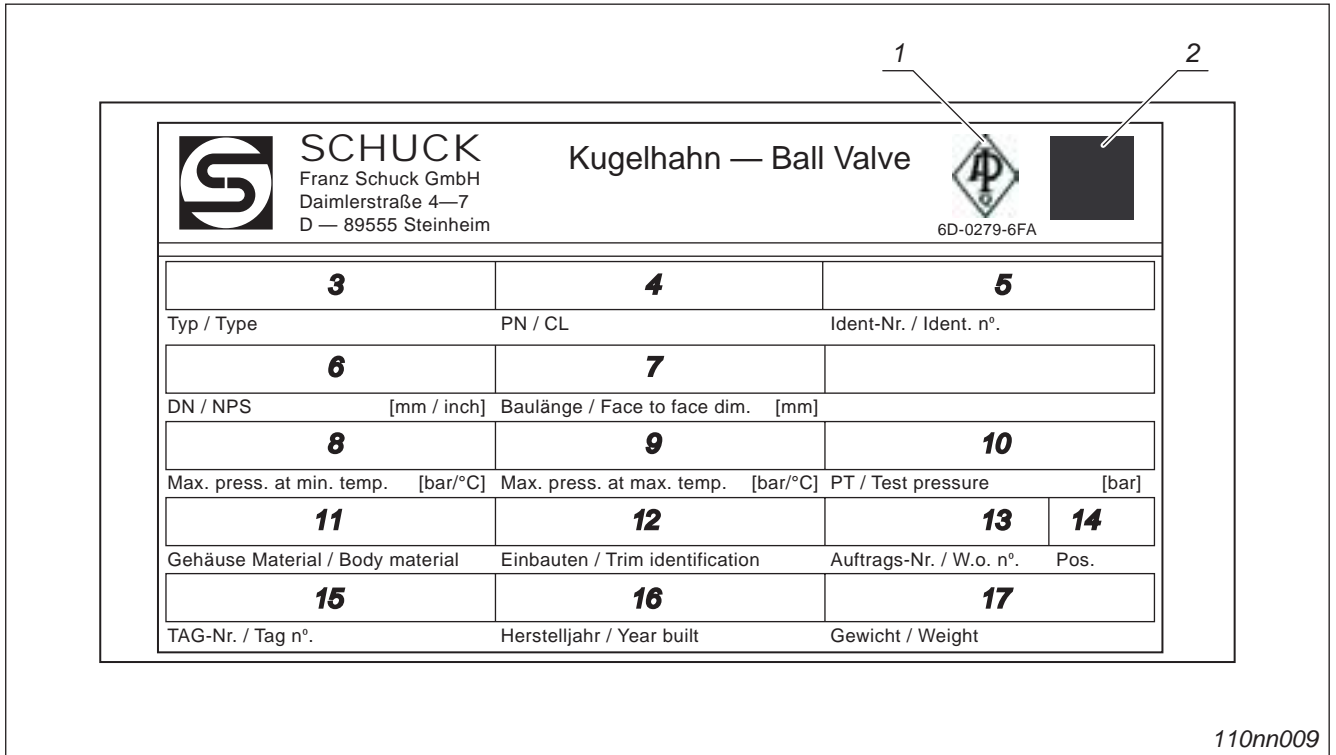 1 2
SCHUCK
Franz Schuck GmbH
Daimlerstraße 4—7
D — 89555 Steinheim
Kugelhahn — Ball Valve
AP
6D-0279-6FA
3 4 5
Typ / Type PN / CL Ident-Nr. / Ident. nº.
6 7
DN / NPS [mm / inch] Baulänge / Face to face dim. [mm]
8 9 10
Max. press. at min. temp. [bar/°C] Max. press. at max. temp. [bar/°C] PT / Test pressure [bar]
11 12 13 14
Gehäuse Material / Body material Einbauten / Trim identification Auftrags-Nr. / W.o. nº. Pos.
15 16 17
TAG-Nr. / Tag nº. Herstelljahr / Year built Gewicht / Weight
110nn009